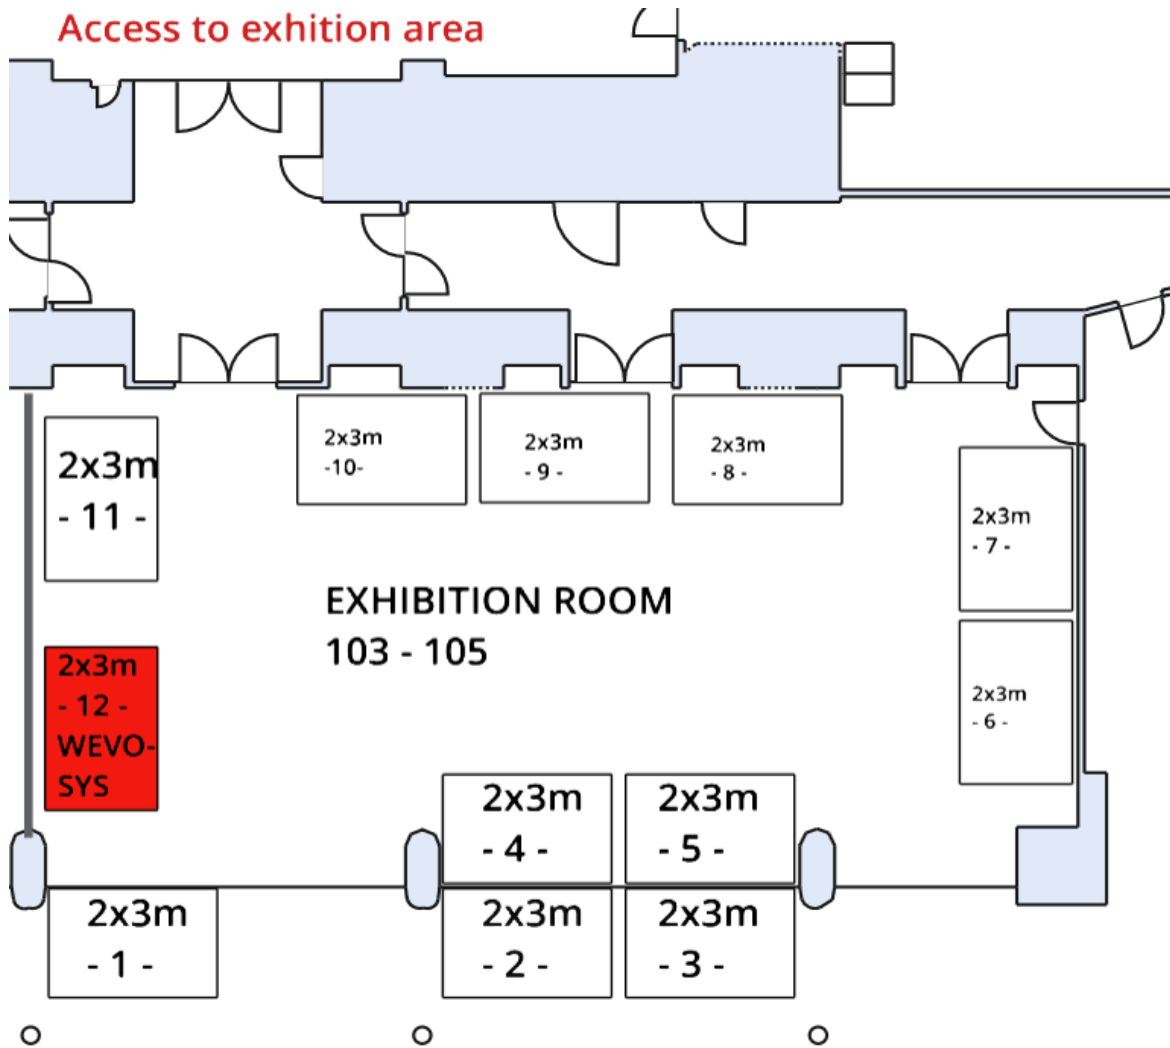 Access to exhition area
2x3m
- 11 -
2x3m
-10-
2x3m
- 9 -
2x3m
- 8 -
2x3m
- 7 -
EXHIBITION ROOM
103 - 105
2x3m
- 12 -
WEVO-
SYS
2x3m
- 6 -
2x3m
- 4 -
2x3m
- 5 -
2x3m
- 1 -
2x3m
- 2 -
2x3m
- 3 -